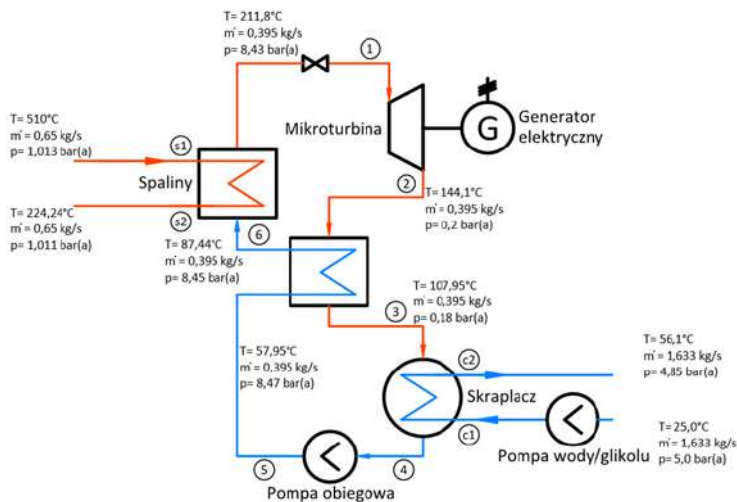 T= 211,8°C
m˙= 0,395 kg/s
p= 8,43 bar(a)
1
T= 510°C
m˙= 0,65 kg/s
p= 1,013 bar(a)
Mikroturbina
G
Generator
elektryczny
s1
Spaliny
2
T= 144,1°C
m˙= 0,395 kg/s
p= 0,2 bar(a)
T= 224,24°C
m˙= 0,65 kg/s
p= 1,011 bar(a)
s2
6
T= 87,44°C
m˙= 0,395 kg/s
p= 8,45 bar(a)
T= 107,95°C
m˙= 0,395 kg/s
p= 0,18 bar(a)
3
T= 57,95°C
m˙= 0,395 kg/s
p= 8,47 bar(a)
T= 56,1°C
m˙= 1,633 kg/s
p= 4,85 bar(a)
c2
Skraplacz
c1
T= 25,0°C
m˙= 1,633 kg/s
p= 5,0 bar(a)
Pompa wody/glikolu
5
4
Pompa obiegowa